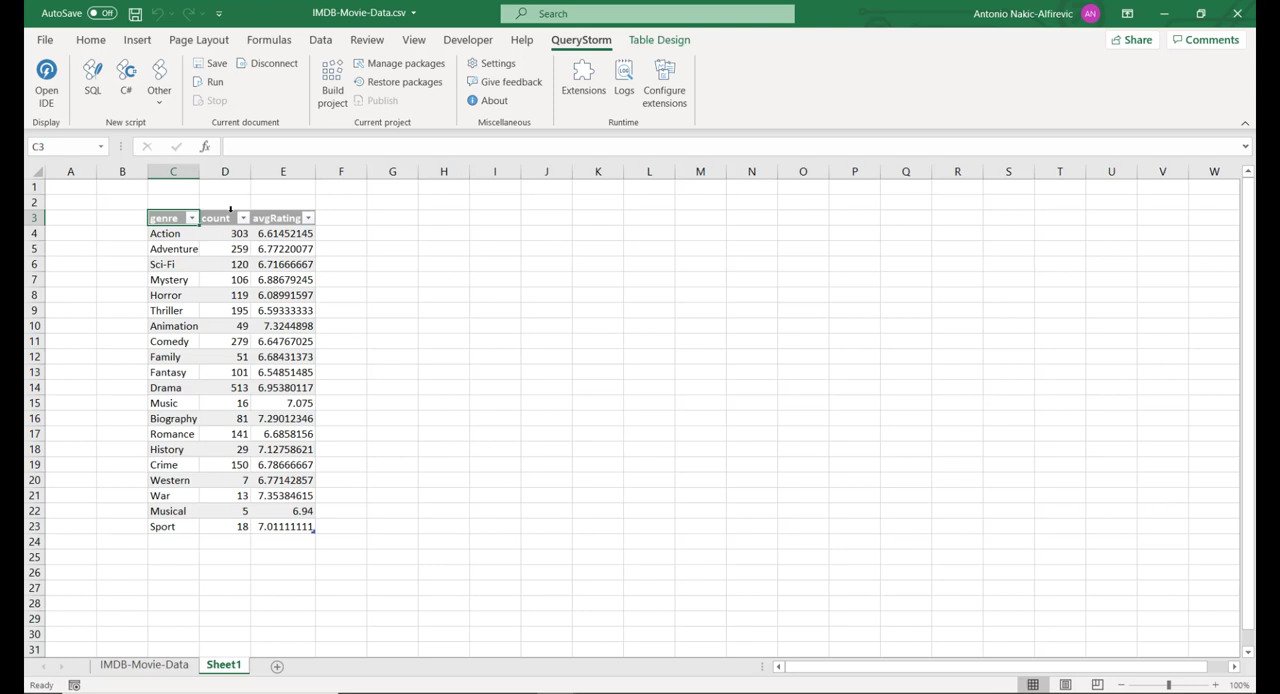 AutoSave Off IMDB-Movie-Data.csv Search Antonio Nakic-Alfirevic AN
File Home Insert Page Layout Formulas Data Review View Developer Help QueryStorm Table Design Share Comments
Open IDE
SQL
C#
Other
Save Disconnect
Run
Stop
Build project
Manage packages
Restore packages
Publish
Settings
Give feedback
About
Extensions
Logs
Configure extensions
Display New script Current document Current project Miscellaneous Runtime
C3 fx
A B C D E F G H I J K L M N O P Q R S T U V W
1
2
3 genre count avgRating
4 Action 303 6.61452145
5 Adventure 259 6.77220077
6 Sci-Fi 120 6.71666667
7 Mystery 106 6.88679245
8 Horror 119 6.08991597
9 Thriller 195 6.59333333
10 Animation 49 7.3244898
11 Comedy 279 6.64767025
12 Family 51 6.68431373
13 Fantasy 101 6.54851485
14 Drama 513 6.95380117
15 Music 16 7.075
16 Biography 81 7.29012346
17 Romance 141 6.6858156
18 History 29 7.12758621
19 Crime 150 6.78666667
20 Western 7 6.77142857
21 War 13 7.35384615
22 Musical 5 6.94
23 Sport 18 7.01111111
24
25
26
27
28
29
30
31
IMDB-Movie-Data Sheet1
Ready 100%